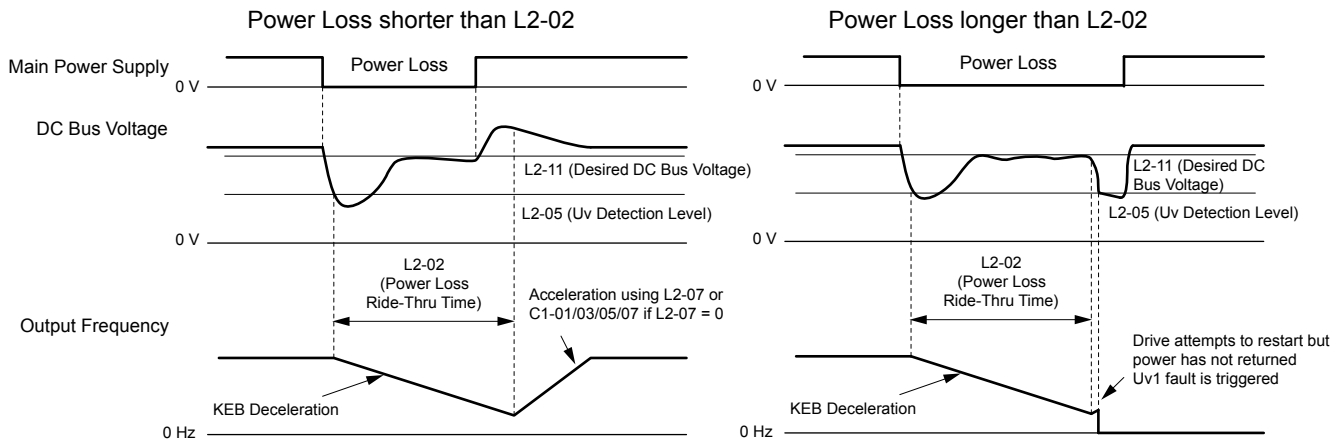 Power Loss shorter than L2-02
Main Power Supply
Power Loss
0 V
DC Bus Voltage
L2-11 (Desired DC Bus Voltage)
L2-05 (Uv Detection Level)
0 V
L2-02
(Power Loss
Ride-Thru Time)
Acceleration using L2-07 or
C1-01/03/05/07 if L2-07 = 0
Output Frequency
KEB Deceleration
0 Hz
Power Loss longer than L2-02
Power Loss
0 V
L2-11 (Desired DC
Bus Voltage)
L2-05 (Uv Detection Level)
0 V
L2-02
(Power Loss
Ride-Thru Time)
Drive attempts to restart but
power has not returned
Uv1 fault is triggered
KEB Deceleration
0 Hz